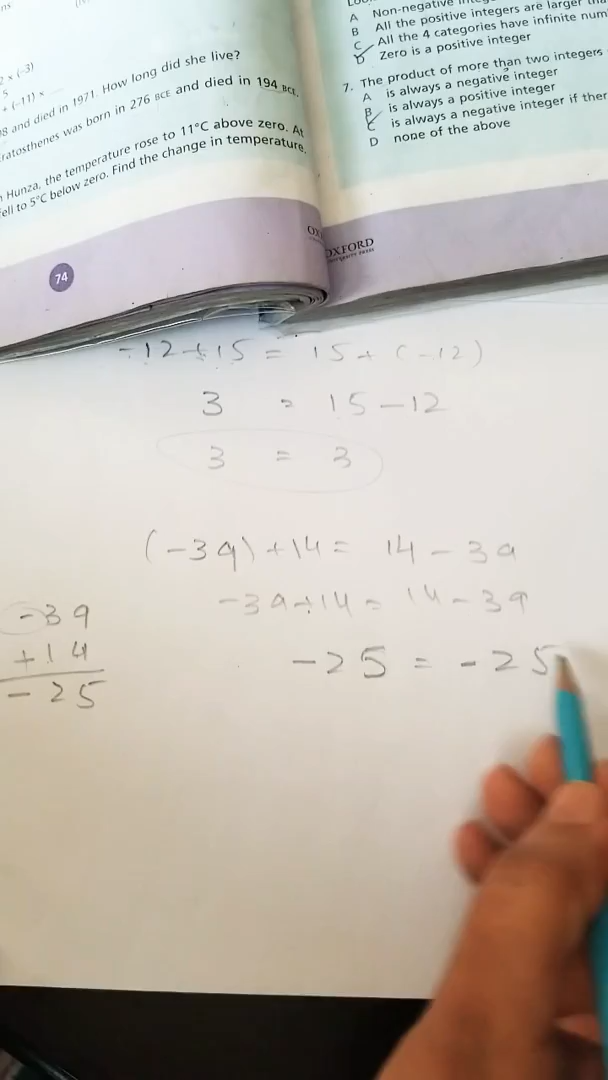 2 × (-3)
+ (-11) ×
8 and died in 1971. How long did she live?
ratosthenes was born in 276 BCE and died in 194 BCE.
Hunza, the temperature rose to 11°C above zero. At
fell to 5°C below zero. Find the change in temperature.
74
A Non-negative
B All the positive integers are larger
C All the 4 categories have infinite num
D Zero is a positive integer
7. The product of more than two integers
A is always a negative integer
B is always a positive integer
C is always a negative integer if
D none of the above
OXFORD
UNIVERSITY PRESS
-12+15 = 15+(-12)
3 = 15-12
3 = 3
(-39)+14 = 14-39
-39+14 = 14-39
-25 = -25
-39
+14
-25